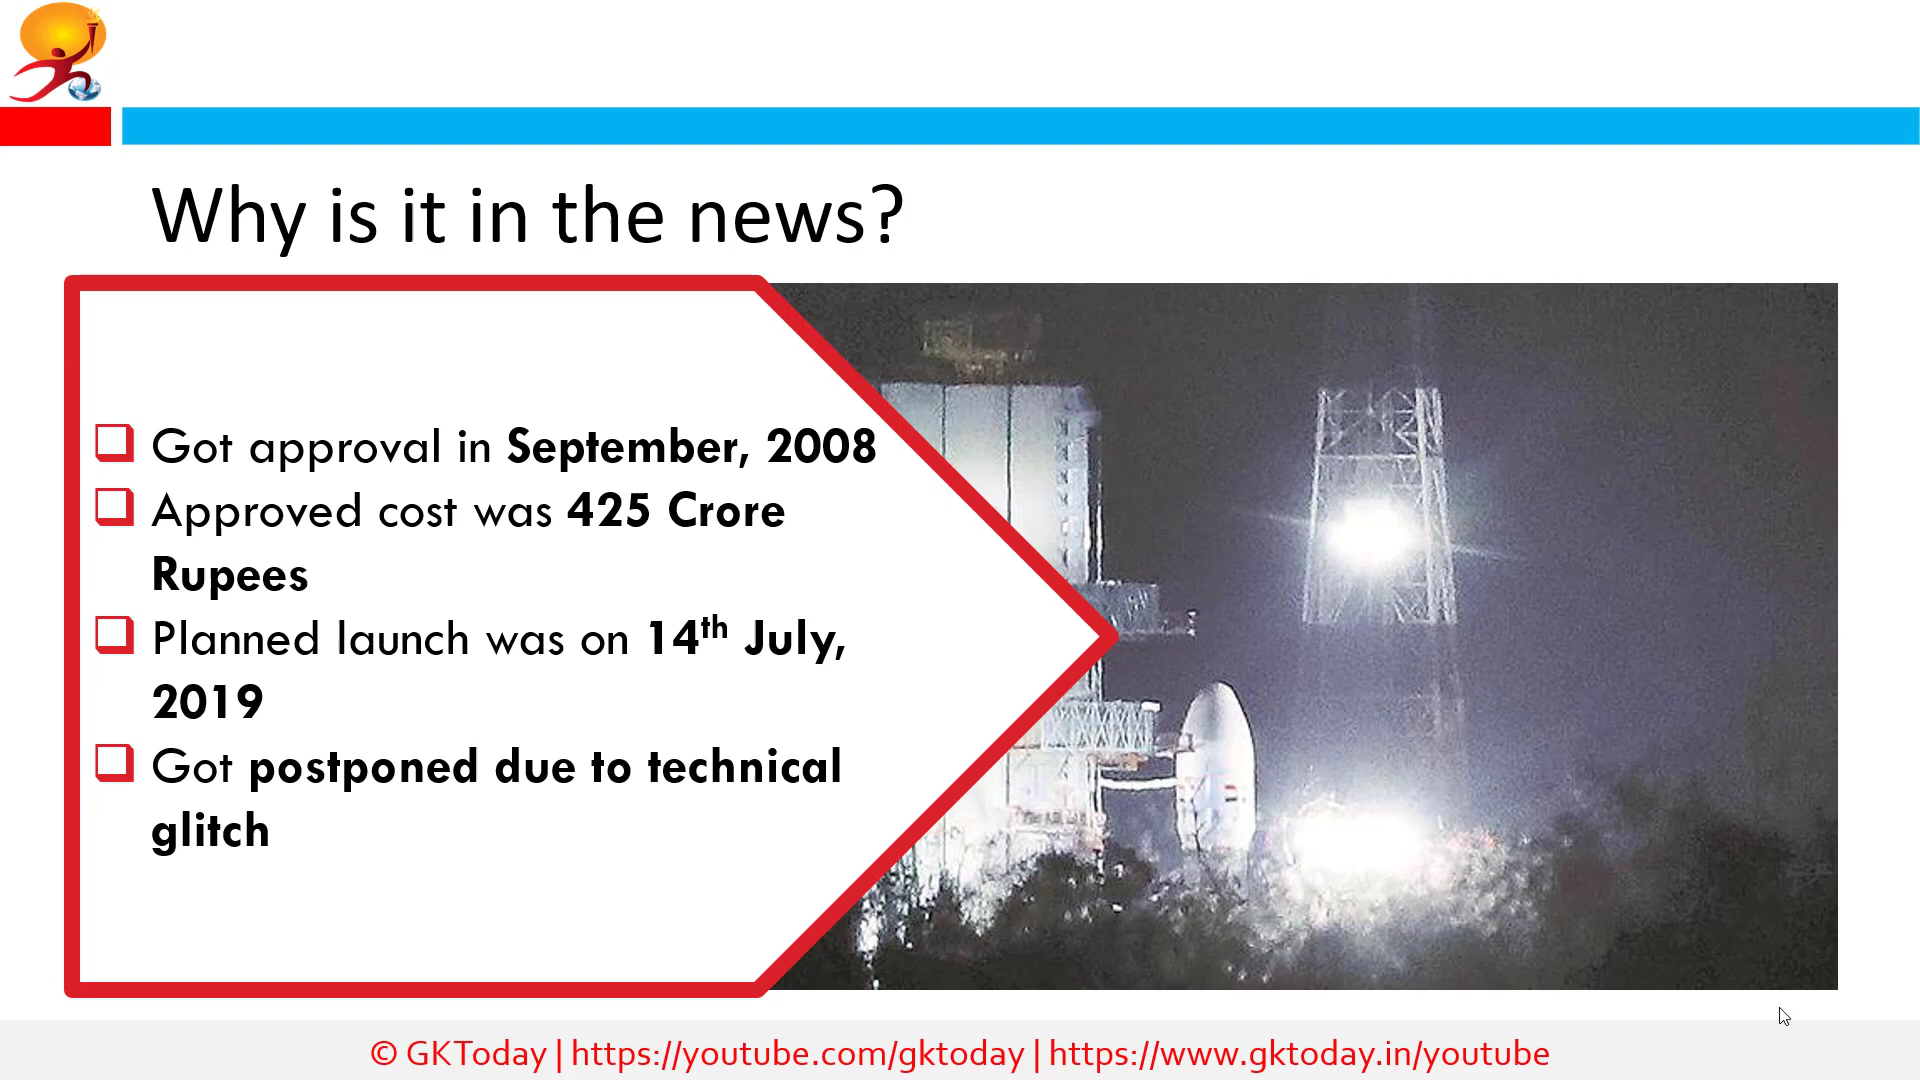 Why is it in the news?
Got approval in September, 2008
Approved cost was 425 Crore
Rupees
Planned launch was on 14th July,
2019
Got postponed due to technical
glitch
© GKToday | https://youtube.com/gktoday | https://www.gktoday.in/youtube